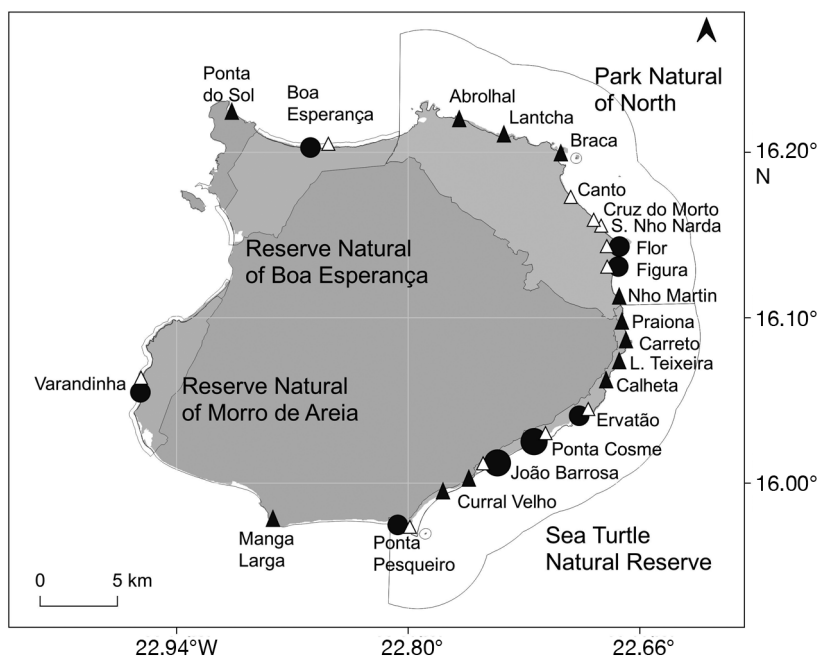 Park Natural
of North
Ponta
do Sol
Boa
Esperança
Abrolhal
Lantcha
Braca
16.20°
N
Canto
Cruz do Morto
S. Nho Narda
Flor
Figura
Reserve Natural
of Boa Esperança
Nho Martin
16.10°
Praiona
Carreto
L. Teixeira
Calheta
Varandinha
Reserve Natural
of Morro de Areia
Ervatão
Ponta Cosme
João Barrosa
16.00°
Curral Velho
Manga
Larga
Ponta
Pesqueiro
Sea Turtle
Natural Reserve
0 5 km
22.94°W 22.80° 22.66°